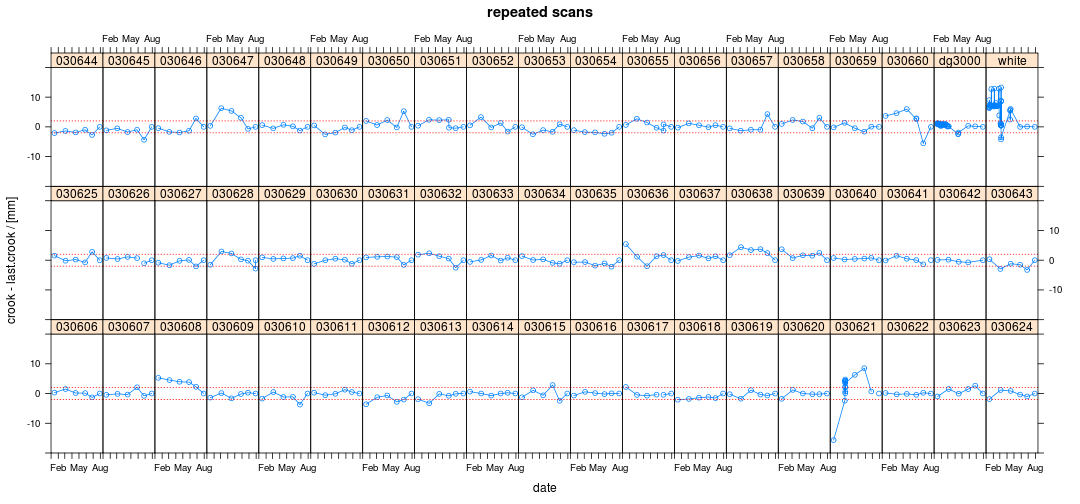 repeated scans
Feb May Aug Feb May Aug Feb May Aug Feb May Aug Feb May Aug Feb May Aug Feb May Aug Feb May Aug Feb May Aug
030644 030645 030646 030647 030648 030649 030650 030651 030652 030653 030654 030655 030656 030657 030658 030659 030660 dg3000 white
10
0
-10
030625 030626 030627 030628 030629 030630 030631 030632 030633 030634 030635 030636 030637 030638 030639 030640 030641 030642 030643
10
0
-10
030606 030607 030608 030609 030610 030611 030612 030613 030614 030615 030616 030617 030618 030619 030620 030621 030622 030623 030624
10
0
-10
Feb May Aug Feb May Aug Feb May Aug Feb May Aug Feb May Aug Feb May Aug Feb May Aug Feb May Aug Feb May Aug Feb May Aug
date
crook - last.crook / [mm]